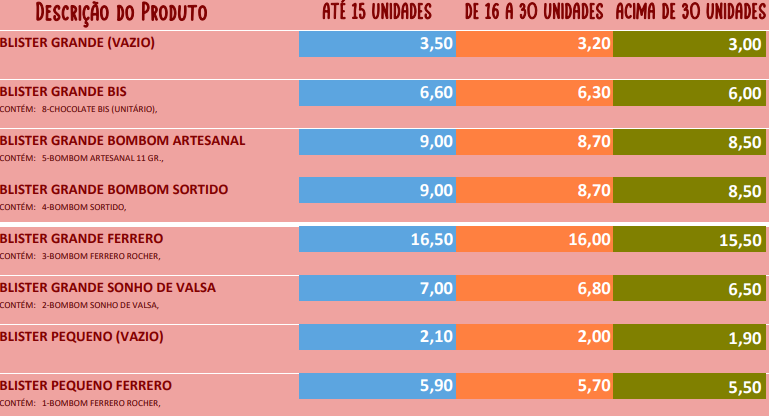 Descrição do Produto ATÉ 15 UNIDADES DE 16 A 30 UNIDADES ACIMA DE 30 UNIDADES
BLISTER GRANDE (VAZIO) 3,50 3,20 3,00
BLISTER GRANDE BIS 6,60 6,30 6,00
CONTÉM: 8-CHOCOLATE BIS (UNITÁRIO),
BLISTER GRANDE BOMBOM ARTESANAL 9,00 8,70 8,50
CONTÉM: 5-BOMBOM ARTESANAL 11 GR.,
BLISTER GRANDE BOMBOM SORTIDO 9,00 8,70 8,50
CONTÉM: 4-BOMBOM SORTIDO,
BLISTER GRANDE FERRERO 16,50 16,00 15,50
CONTÉM: 3-BOMBOM FERRERO ROCHER,
BLISTER GRANDE SONHO DE VALSA 7,00 6,80 6,50
CONTÉM: 2-BOMBOM SONHO DE VALSA,
BLISTER PEQUENO (VAZIO) 2,10 2,00 1,90
BLISTER PEQUENO FERRERO 5,90 5,70 5,50
CONTÉM: 1-BOMBOM FERRERO ROCHER,